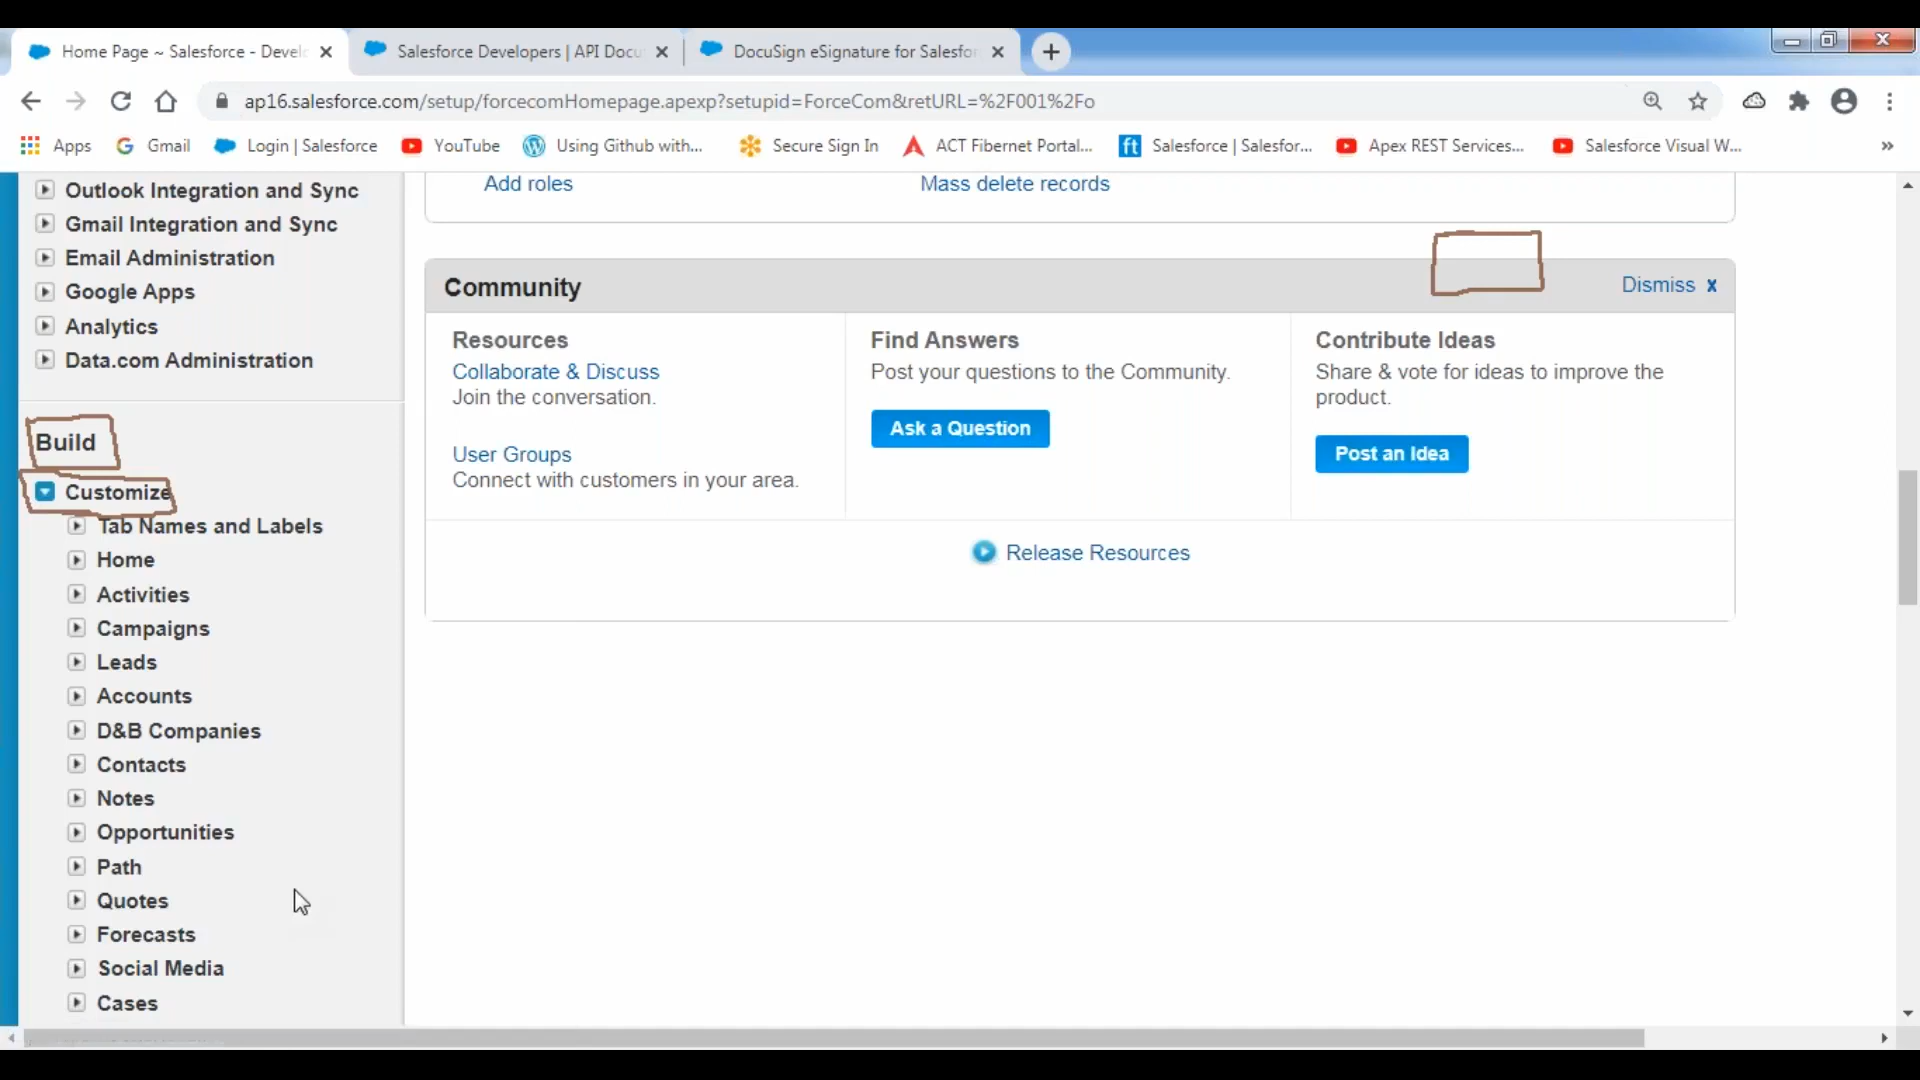 Home Page ~ Salesforce - Devel
Salesforce Developers | API Docu
DocuSign eSignature for Salesfor
ap16.salesforce.com/setup/forcecomHomepage.apexp?setupid=ForceCom&retURL=%2F001%2Fo
Apps
Gmail
Login | Salesforce
YouTube
Using Github with...
Secure Sign In
ACT Fibernet Portal...
ft
Salesforce | Salesfor...
Apex REST Services...
Salesforce Visual W...
»
Outlook Integration and Sync
Gmail Integration and Sync
Email Administration
Google Apps
Analytics
Data.com Administration
Build
Customize
Tab Names and Labels
Home
Activities
Campaigns
Leads
Accounts
D&B Companies
Contacts
Notes
Opportunities
Path
Quotes
Forecasts
Social Media
Cases
Add roles
Mass delete records
Community
Dismiss x
Resources
Collaborate & Discuss
Join the conversation.
User Groups
Connect with customers in your area.
Find Answers
Post your questions to the Community.
Ask a Question
Contribute Ideas
Share & vote for ideas to improve the
product.
Post an Idea
Release Resources